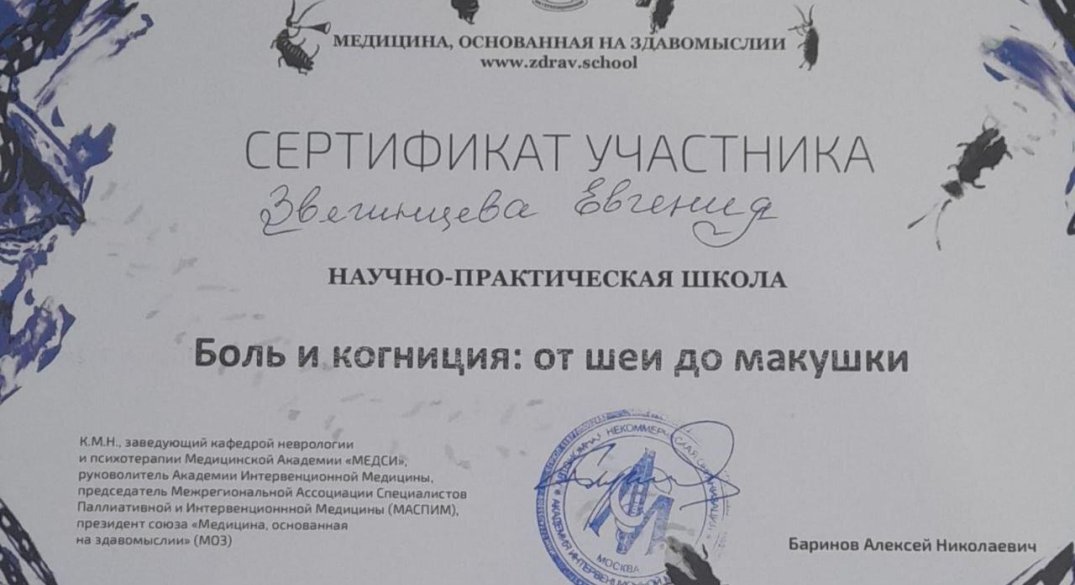 МЕДИЦИНА, ОСНОВАННАЯ НА ЗДАВОМЫСЛИИ
www.zdrav.school
СЕРТИФИКАТ УЧАСТНИКА
Звегинцева Евгения
НАУЧНО-ПРАКТИЧЕСКАЯ ШКОЛА
Боль и когниция: от шеи до макушки
К.М.Н., заведующий кафедрой неврологии
и психотерапии Медицинской Академии «МЕДСИ»,
руководитель Академии Интервенционной Медицины,
председатель Межрегиональной Ассоциации Специалистов
Паллиативной и Интервенционнной Медицины (МАСПИМ),
президент союза «Медицина, основанная
на здавомыслии» (МОЗ)
НЕКОММЕРЧЕСКАЯ
МОСКВА
Баринов Алексей Николаевич